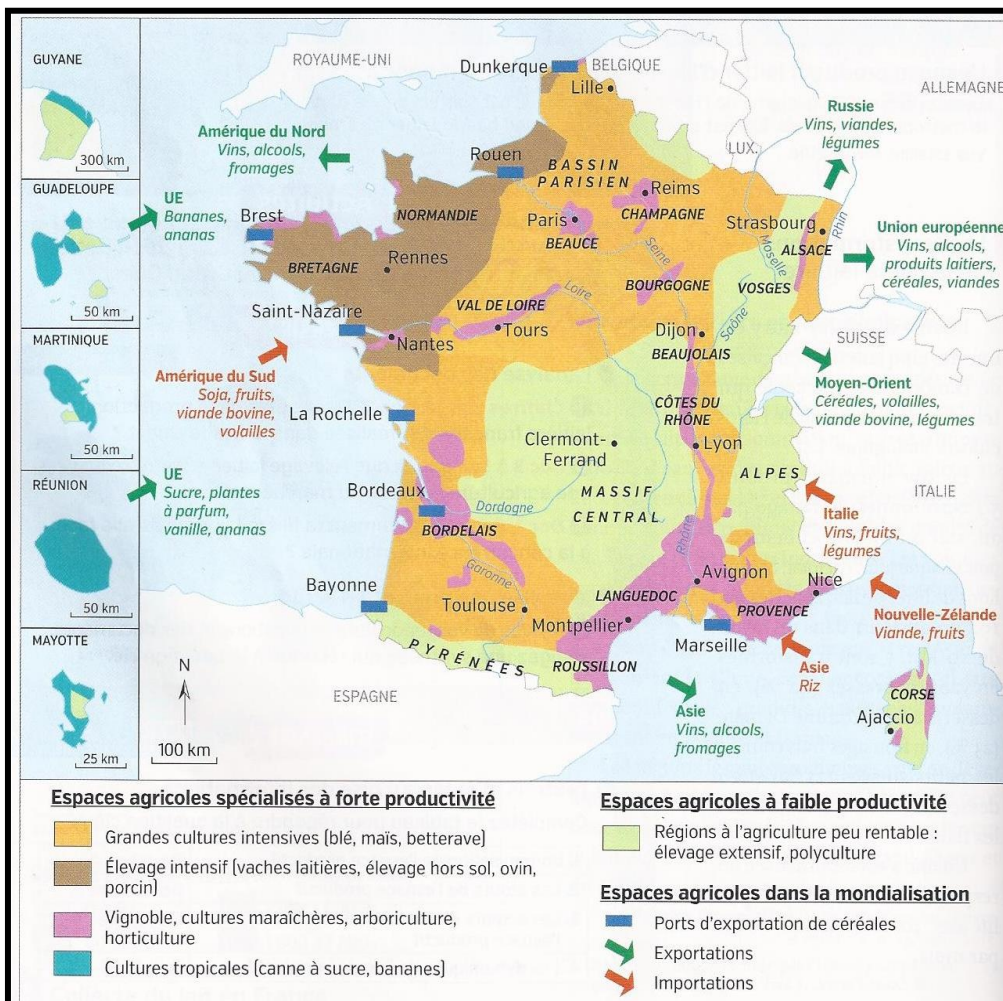 GUYANE
300 km
GUADELOUPE
50 km
UE
Bananes,
ananas
MARTINIQUE
50 km
RÉUNION
50 km
UE
Sucre, plantes
à parfum,
vanille, ananas
MAYOTTE
25 km
ROYAUME-UNI
Dunkerque
BELGIQUE
Lille
ALLEMAGNE
Amérique du Nord
Vins, alcools,
fromages
Rouen
LUX.
Russie
Vins, viandes,
légumes
BASSIN
PARISIEN
Reims
CHAMPAGNE
NORMANDIE
Paris
BEAUCE
Brest
BRETAGNE
Rennes
Seine
Moselle
Strasbourg
Rhin
ALSACE
VOSGES
Union européenne
Vins, alcools,
produits laitiers,
céréales, viandes
Saint-Nazaire
VAL DE LOIRE
Loire
BOURGOGNE
Nantes
Tours
Dijon
Saône
BEAUJOLAIS
SUISSE
Amérique du Sud
Soja, fruits,
viande bovine,
volailles
Moyen-Orient
Céréales, volailles,
viande bovine, légumes
La Rochelle
CÔTES DU
RHÔNE
Clermont-
Ferrand
Lyon
ALPES
ITALIE
MASSIF
CENTRAL
Bordeaux
Dordogne
BORDELAIS
Rhône
Italie
Vins, fruits,
légumes
Garonne
Bayonne
Toulouse
Avignon
Nice
LANGUEDOC
PROVENCE
Montpellier
Marseille
Nouvelle-Zélande
Viande, fruits
PYRÉNÉES
ROUSSILLON
Asie
Riz
ESPAGNE
N
100 km
Asie
Vins, alcools,
fromages
CORSE
Ajaccio
Espaces agricoles spécialisés à forte productivité
Grandes cultures intensives (blé, maïs, betterave)
Élevage intensif (vaches laitières, élevage hors sol, ovin,
porcin)
Vignoble, cultures maraîchères, arboriculture,
horticulture
Cultures tropicales (canne à sucre, bananes)
Espaces agricoles à faible productivité
Régions à l'agriculture peu rentable :
élevage extensif, polyculture
Espaces agricoles dans la mondialisation
Ports d'exportation de céréales
Exportations
Importations